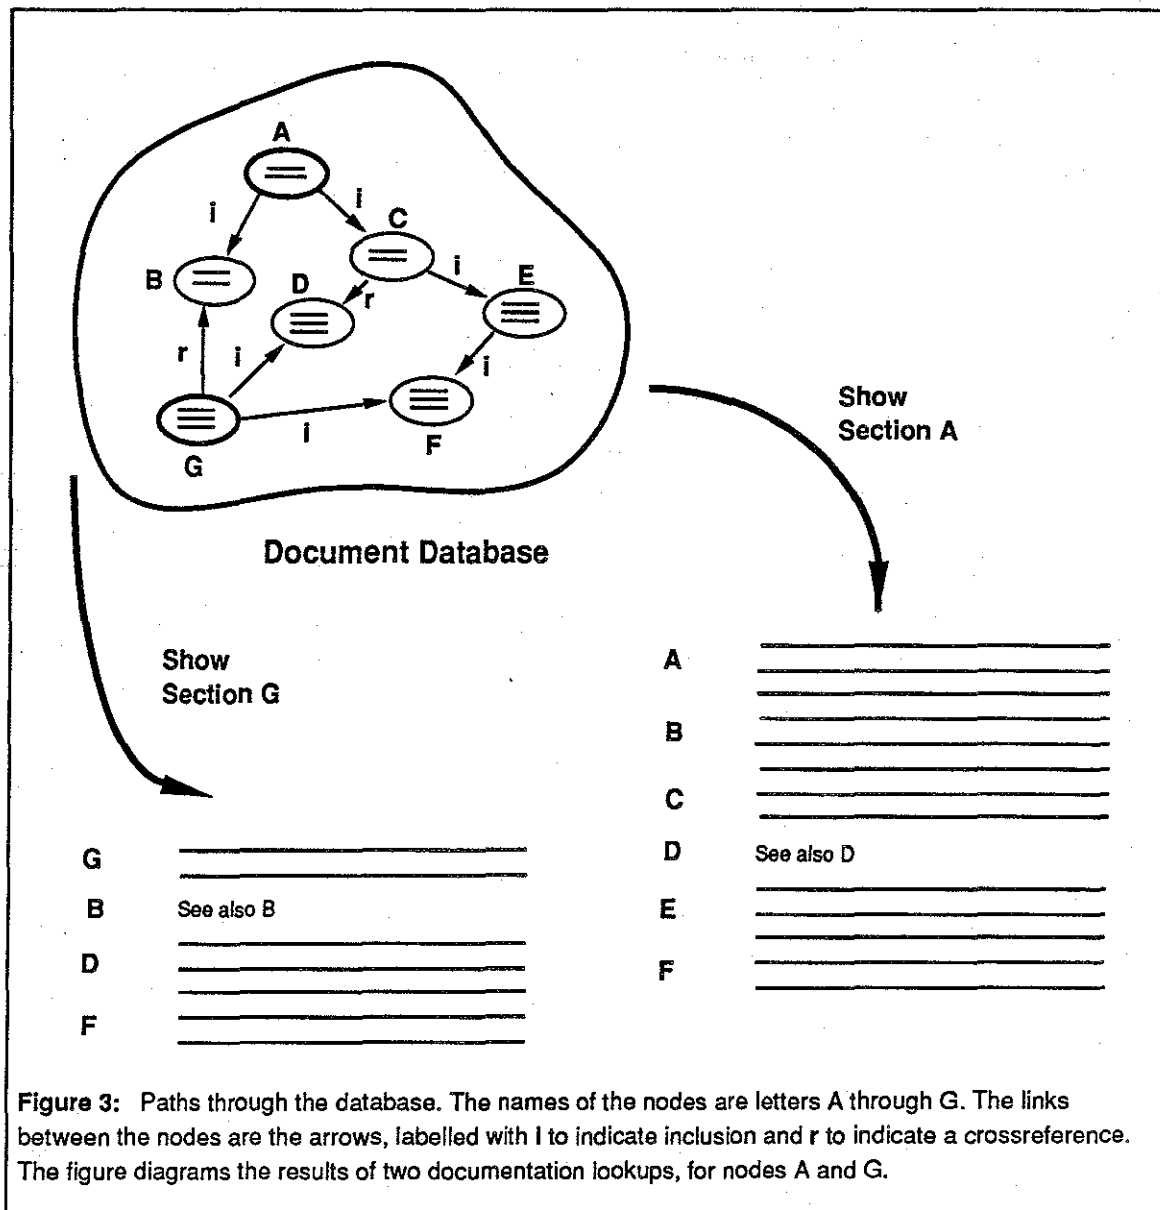 A
i
i
C
B
D
i
E
r
r
i
i
i
F
G
Document Database
Show
Section A
Show
Section G
A
B
C
D See also D
E
F
G
B See also B
D
F
Figure 3: Paths through the database. The names of the nodes are letters A through G. The links
between the nodes are the arrows, labelled with i to indicate inclusion and r to indicate a crossreference.
The figure diagrams the results of two documentation lookups, for nodes A and G.